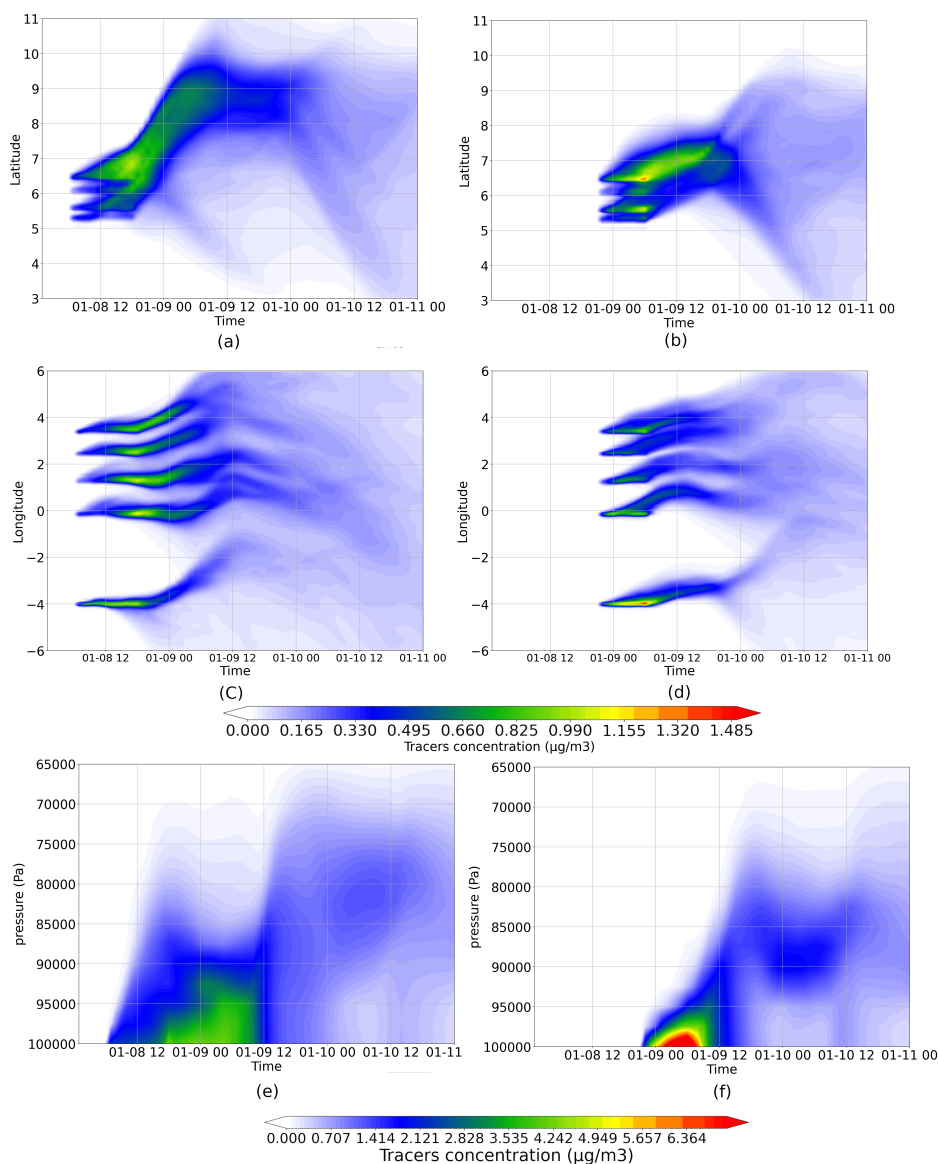 11
10
9
8
7
6
5
4
3
Latitude
01-08 12 01-09 00 01-09 12 01-10 00 01-10 12 01-11 00
Time
(a)
11
10
9
8
7
6
5
4
3
Latitude
01-08 12 01-09 00 01-09 12 01-10 00 01-10 12 01-11 00
Time
(b)
6
4
2
0
−2
−4
−6
Longitude
01-08 12 01-09 00 01-09 12 01-10 00 01-10 12 01-11 00
Time
(C)
6
4
2
0
−2
−4
−6
Longitude
01-08 12 01-09 00 01-09 12 01-10 00 01-10 12 01-11 00
Time
(d)
0.000 0.165 0.330 0.495 0.660 0.825 0.990 1.155 1.320 1.485
Tracers concentration (μg/m3)
65000
70000
75000
80000
85000
90000
95000
100000
pressure (Pa)
01-08 12 01-09 00 01-09 12 01-10 00 01-10 12 01-11
Time
(e)
65000
70000
75000
80000
85000
90000
95000
100000
pressure (Pa)
01-08 12 01-09 00 01-09 12 01-10 00 01-10 12 01-11 00
Time
(f)
0.000 0.707 1.414 2.121 2.828 3.535 4.242 4.949 5.657 6.364
Tracers concentration (μg/m3)